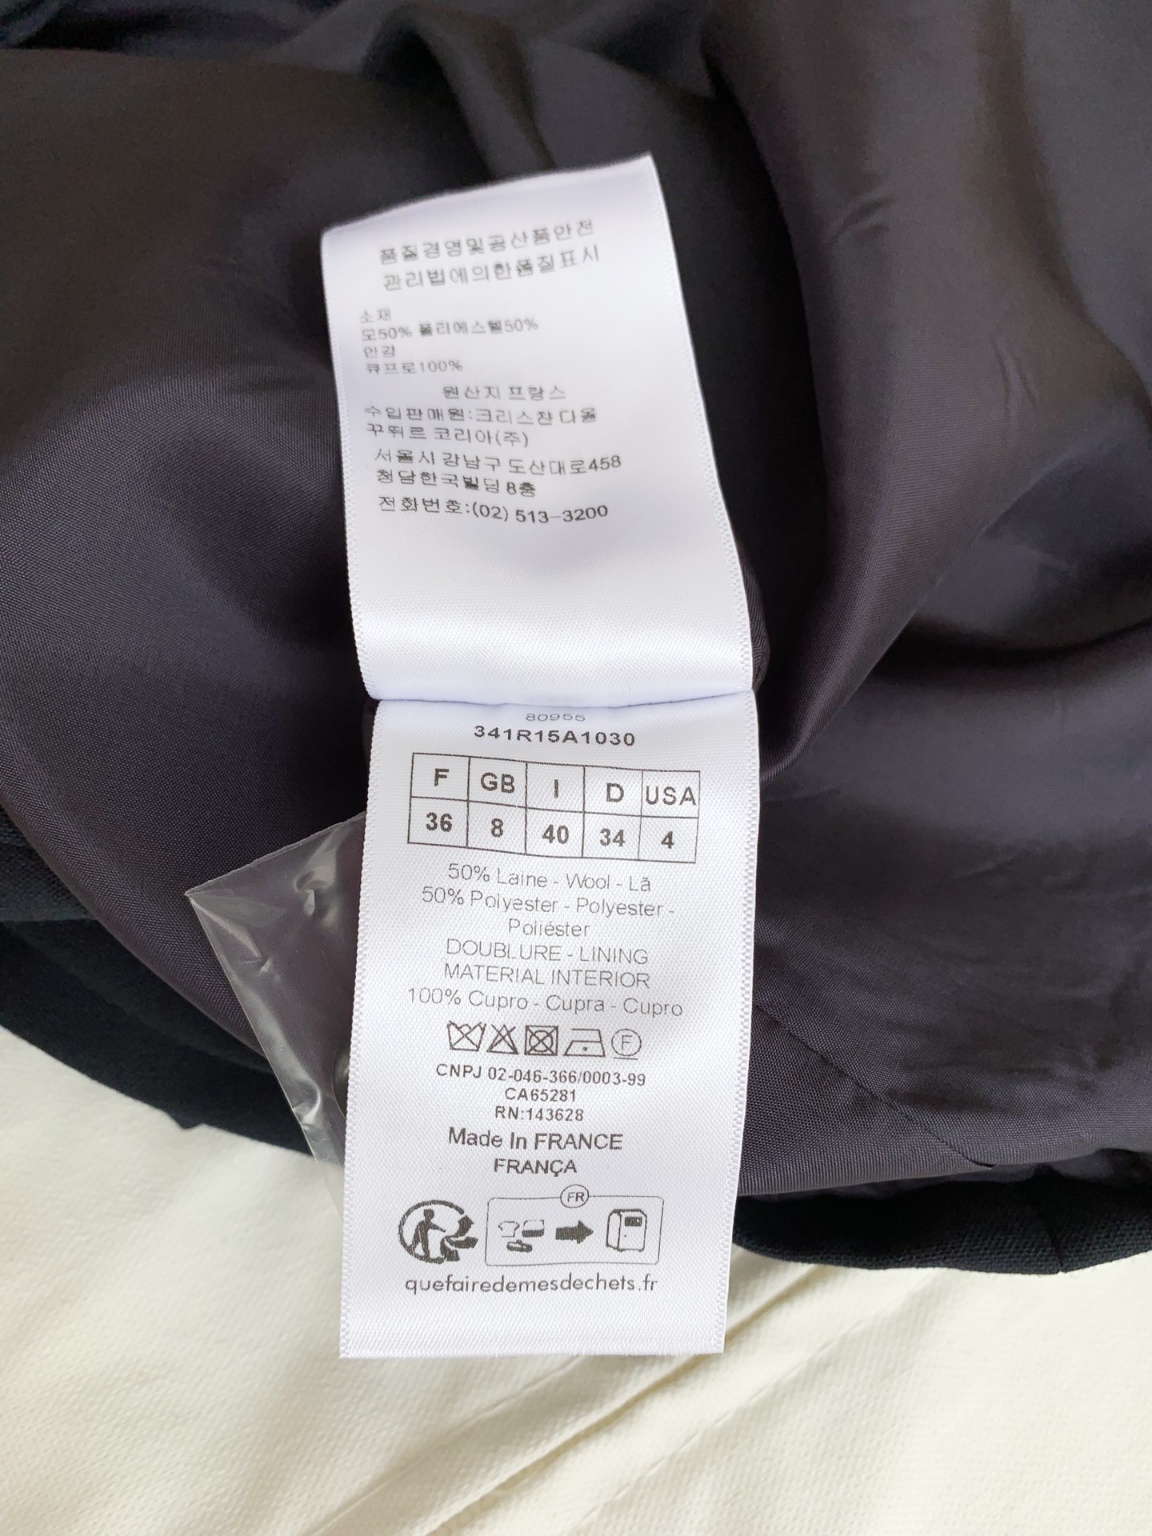 품질경영및공산품안전
관리법에의한품질표시
소재
모50% 폴리에스텔50%
안감
큐프로100%
원산지 프랑스
수입판매원:크리스챤 디올
꾸뛰르 코리아(주)
서울시 강남구 도산대로458
청담한국빌딩 8층
전화번호:(02) 513-3200
80955
341R15A1030
F GB I D USA
36 8 40 34 4
50% Laine - Wool - Lã
50% Polyester - Polyester -
Poliéster
DOUBLURE - LINING
MATERIAL INTERIOR
100% Cupro - Cupra - Cupro
F
CNPJ 02-046-366/0003-99
CA65281
RN:143628
Made In FRANCE
FRANÇA
FR
quefairedemesdechets.fr